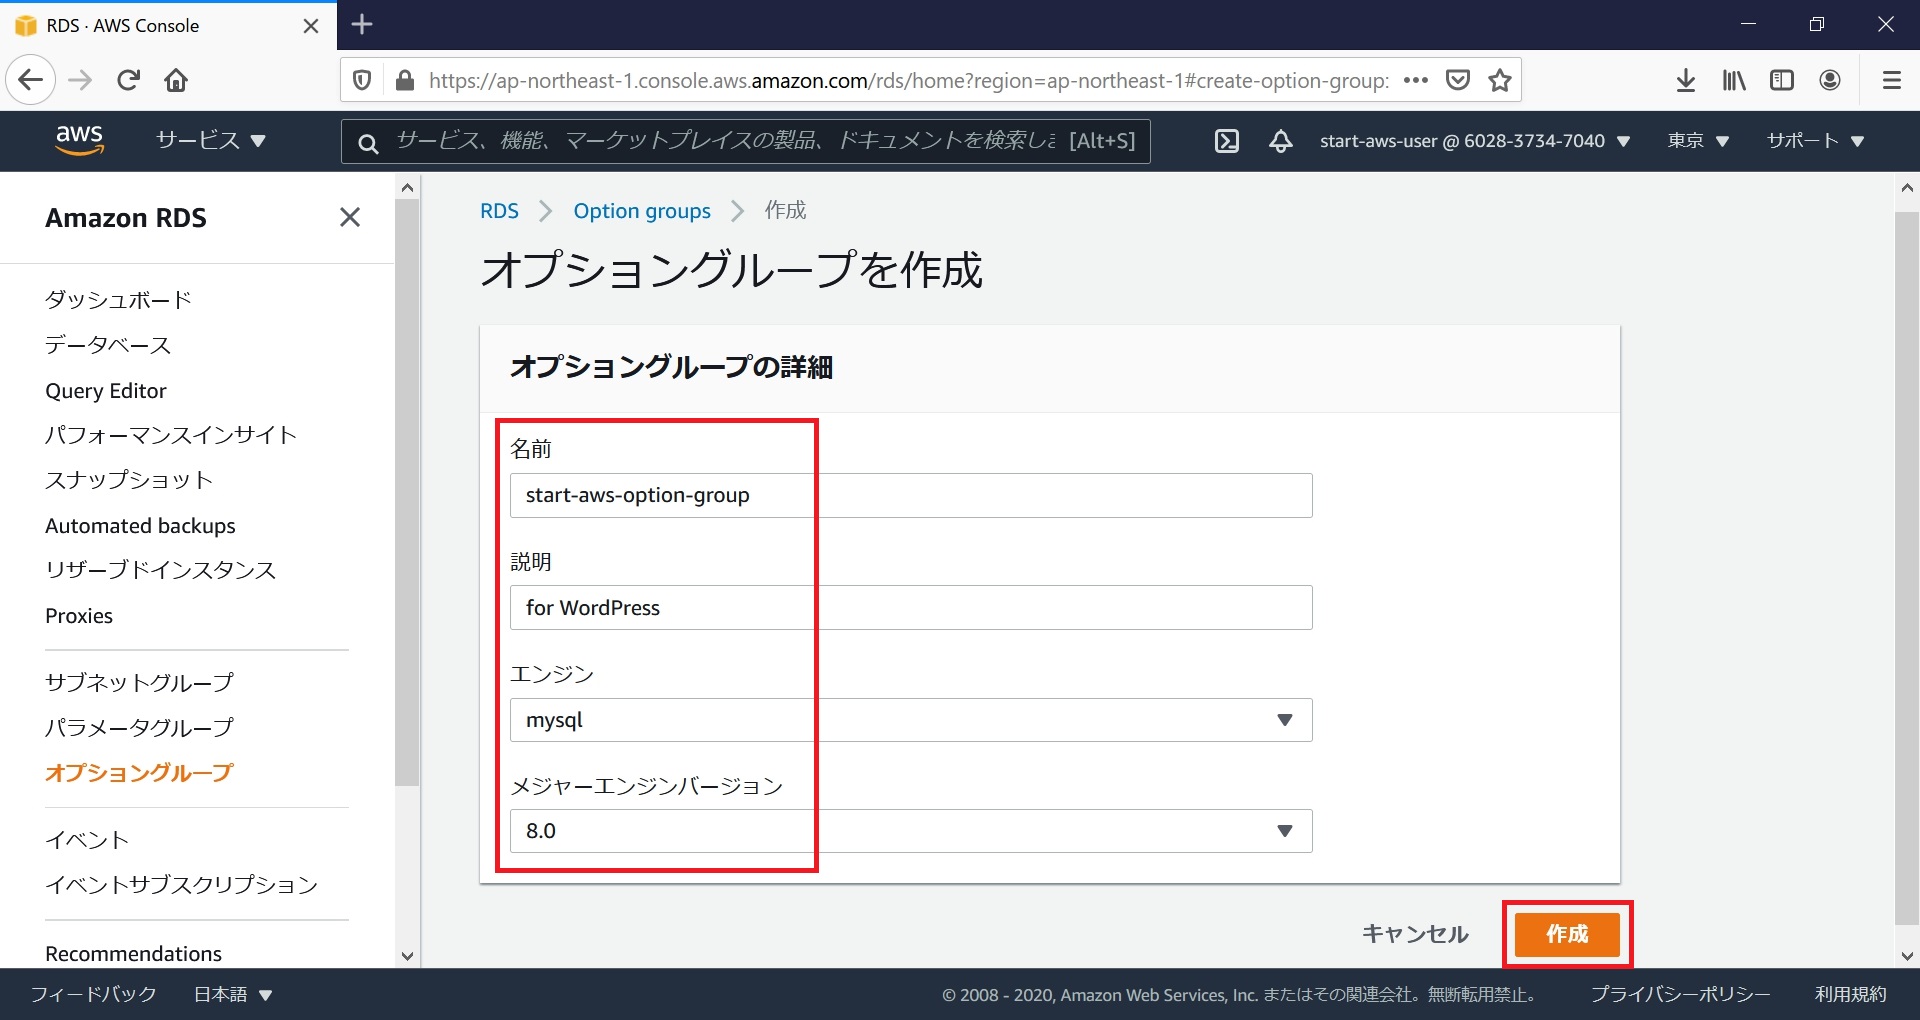 RDS · AWS Console
https://ap-northeast-1.console.aws.amazon.com/rds/home?region=ap-northeast-1#create-option-group:
aws
サービス
サービス、機能、マーケットプレイスの製品、ドキュメントを検索しま [Alt+S]
start-aws-user @ 6028-3734-7040
東京
サポート
Amazon RDS
ダッシュボード
データベース
Query Editor
パフォーマンスインサイト
スナップショット
Automated backups
リザーブドインスタンス
Proxies
サブネットグループ
パラメータグループ
オプショングループ
イベント
イベントサブスクリプション
Recommendations
RDS
Option groups
作成
オプショングループを作成
オプショングループの詳細
名前
start-aws-option-group
説明
for WordPress
エンジン
mysql
メジャーエンジンバージョン
8.0
キャンセル
作成
フィードバック
日本語
© 2008 - 2020, Amazon Web Services, Inc. またはその関連会社。無断転用禁止。
プライバシーポリシー
利用規約